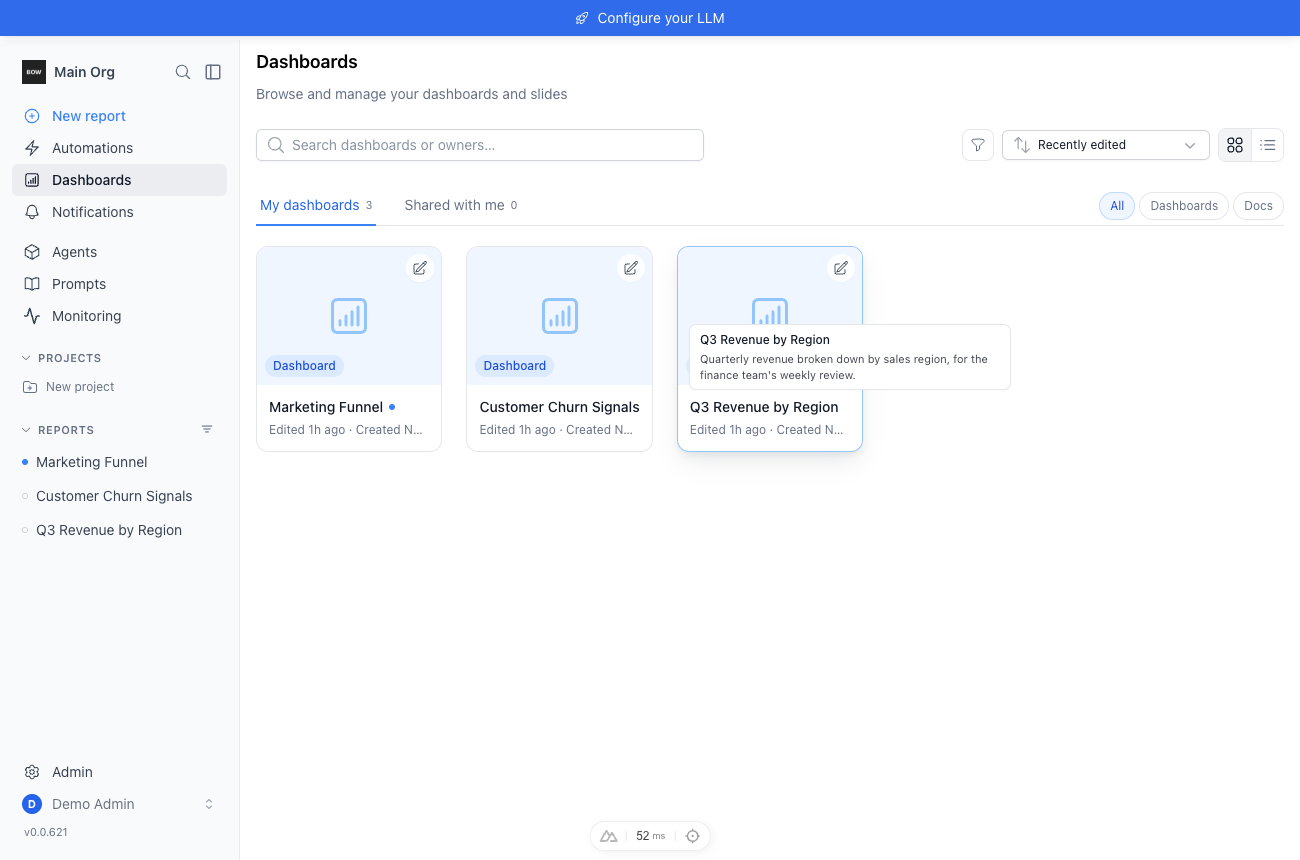 Configure your LLM
BOW
Main Org
New report
Automations
Dashboards
Notifications
Agents
Prompts
Monitoring
PROJECTS
New project
REPORTS
Marketing Funnel
Customer Churn Signals
Q3 Revenue by Region
Admin
D
Demo Admin
v0.0.621
Dashboards
Browse and manage your dashboards and slides
Search dashboards or owners...
Recently edited
My dashboards 3
Shared with me 0
All
Dashboards
Docs
Dashboard
Marketing Funnel
Edited 1h ago · Created N...
Dashboard
Customer Churn Signals
Edited 1h ago · Created N...
Q3 Revenue by Region
Quarterly revenue broken down by sales region, for the
finance team's weekly review.
Q3 Revenue by Region
Edited 1h ago · Created N...
52 ms